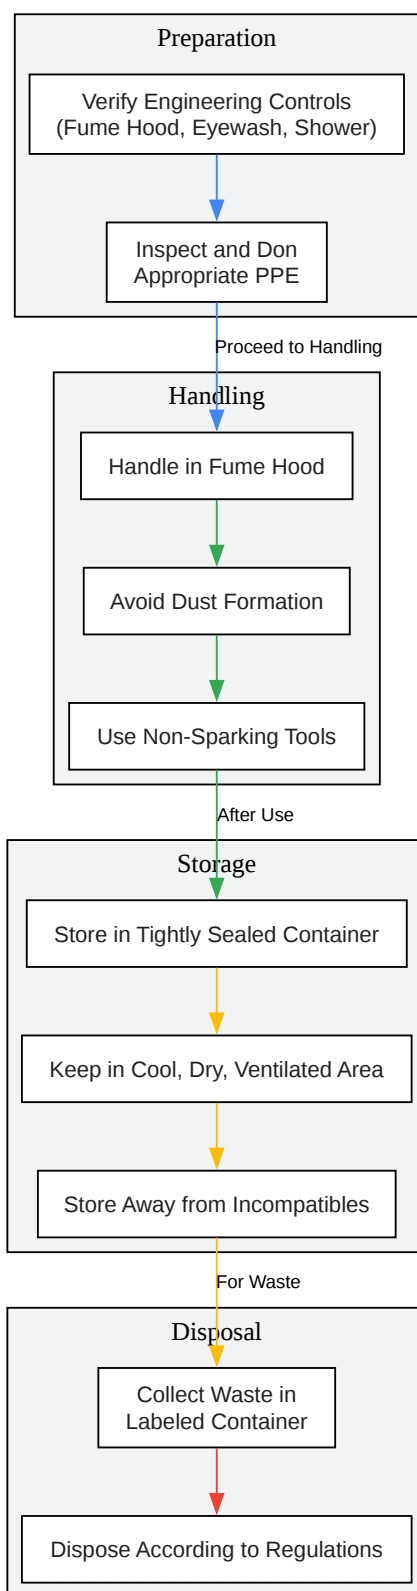 Preparation
Verify Engineering Controls
(Fume Hood, Eyewash, Shower)
Inspect and Don
Appropriate PPE
Proceed to Handling
Handling
Handle in Fume Hood
Avoid Dust Formation
Use Non-Sparking Tools
After Use
Storage
Store in Tightly Sealed Container
Keep in Cool, Dry, Ventilated Area
Store Away from Incompatibles
For Waste
Disposal
Collect Waste in
Labeled Container
Dispose According to Regulations